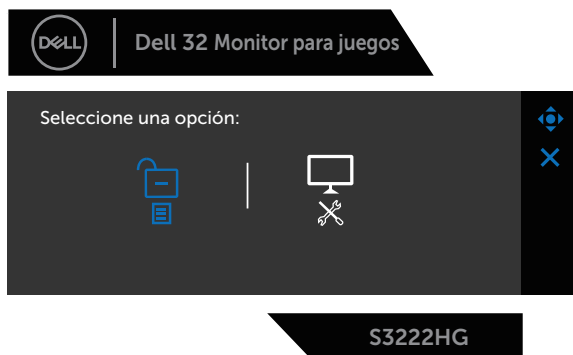 DELL
Dell 32 Monitor para juegos
Seleccione una opción:
S3222HG